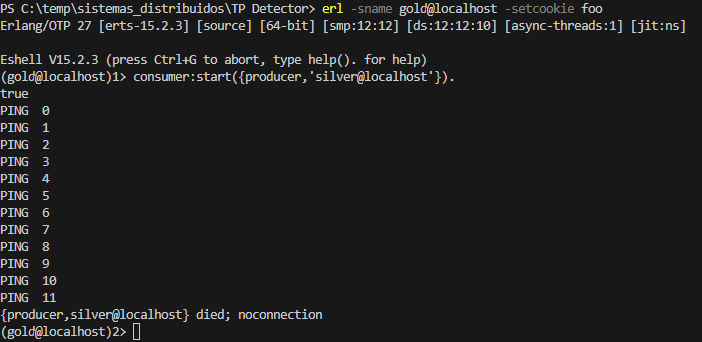 PS C:\temp\sistemas_distribuidos\TP Detector> erl -sname gold@localhost -setcookie foo
Erlang/OTP 27 [erts-15.2.3] [source] [64-bit] [smp:12:12] [ds:12:12:10] [async-threads:1] [jit:ns]
Eshell V15.2.3 (press Ctrl+G to abort, type help(). for help)
(gold@localhost)1> consumer:start({producer,'silver@localhost'}).
true
PING  0
PING  1
PING  2
PING  3
PING  4
PING  5
PING  6
PING  7
PING  8
PING  9
PING  10
PING  11
{producer,silver@localhost} died; noconnection
(gold@localhost)2>